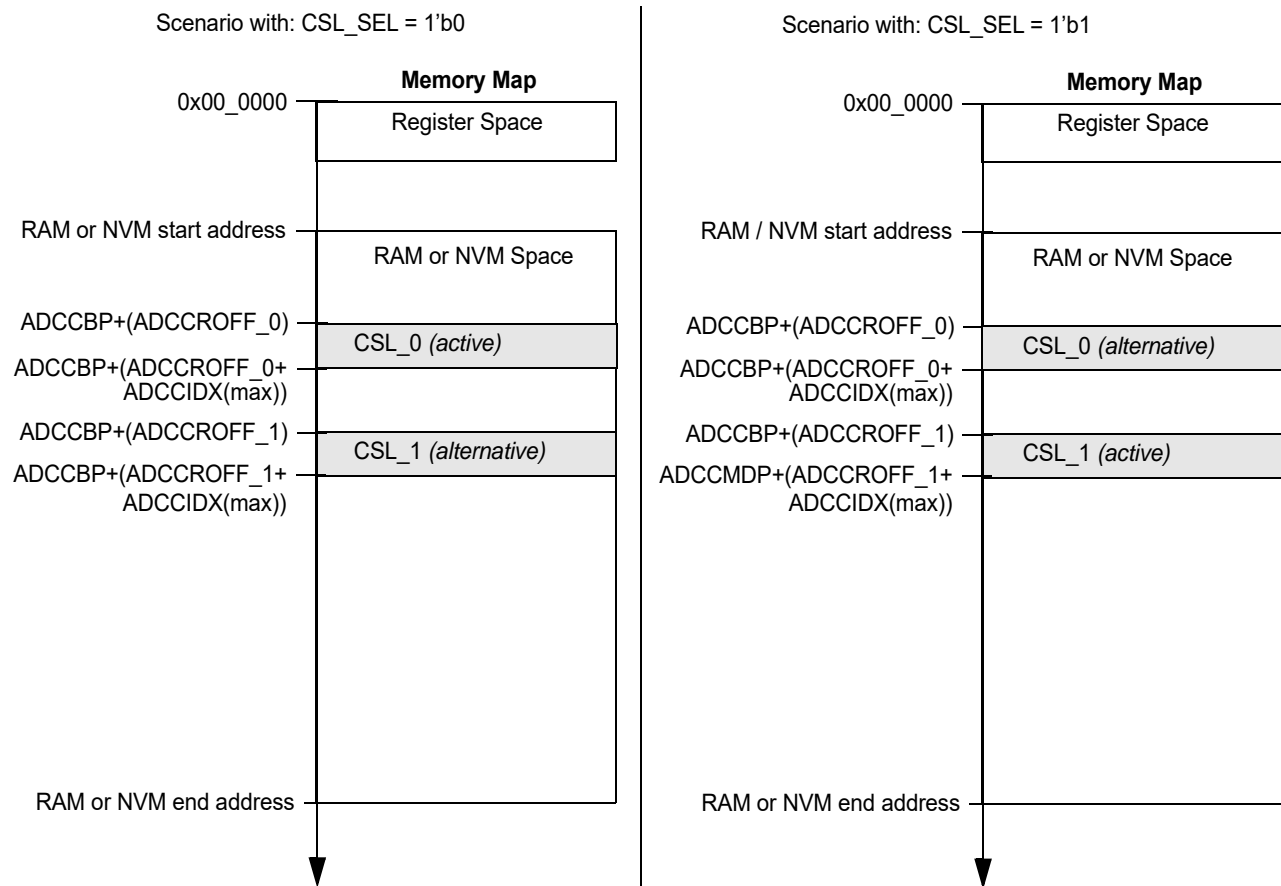 Scenario with: CSL_SEL = 1’b0
Memory Map
0x00_0000
Register Space
RAM or NVM start address
RAM or NVM Space
ADCCBP+(ADCCROFF_0)
CSL_0 (active)
ADCCBP+(ADCCROFF_0+
ADCCIDX(max))
ADCCBP+(ADCCROFF_1)
CSL_1 (alternative)
ADCCBP+(ADCCROFF_1+
ADCCIDX(max))
RAM or NVM end address
Scenario with: CSL_SEL = 1’b1
Memory Map
0x00_0000
Register Space
RAM / NVM start address
RAM or NVM Space
ADCCBP+(ADCCROFF_0)
CSL_0 (alternative)
ADCCBP+(ADCCROFF_0+
ADCCIDX(max))
ADCCBP+(ADCCROFF_1)
CSL_1 (active)
ADCCMDP+(ADCCROFF_1+
ADCCIDX(max))
RAM or NVM end address